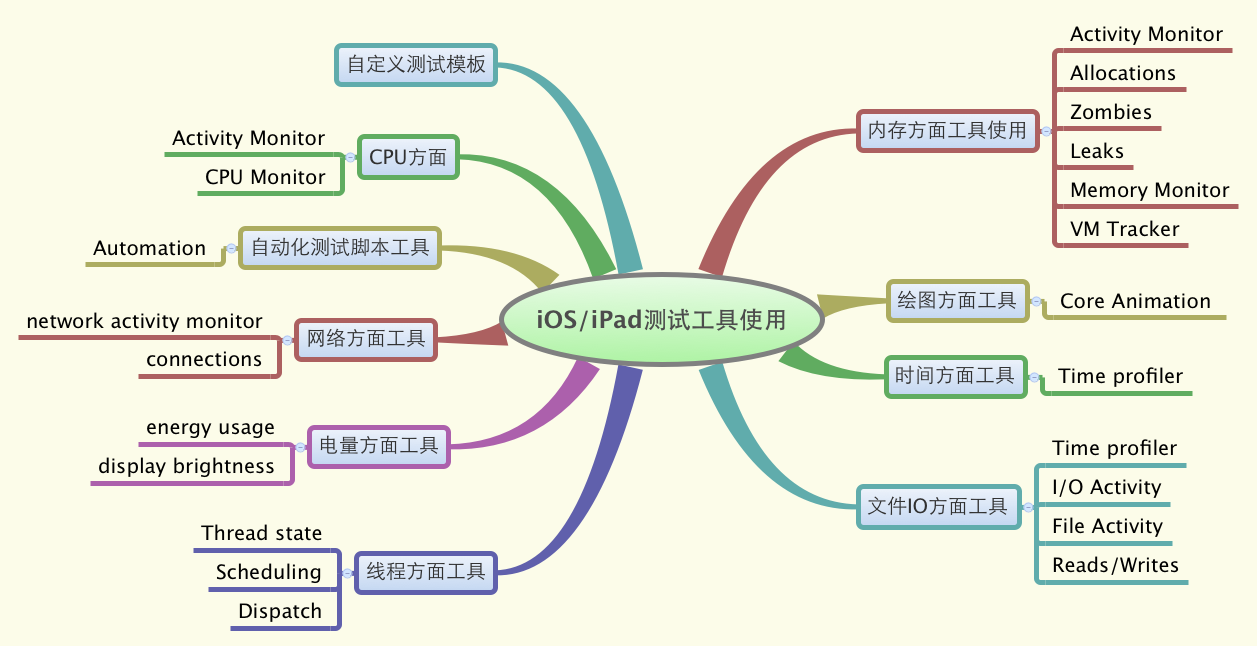 iOS/iPad测试工具使用
内存方面工具使用
Activity Monitor
Allocations
Zombies
Leaks
Memory Monitor
VM Tracker
绘图方面工具
Core Animation
时间方面工具
Time profiler
文件IO方面工具
Time profiler
I/O Activity
File Activity
Reads/Writes
自定义测试模板
CPU方面
Activity Monitor
CPU Monitor
自动化测试脚本工具
Automation
网络方面工具
network activity monitor
connections
电量方面工具
energy usage
display brightness
线程方面工具
Thread state
Scheduling
Dispatch